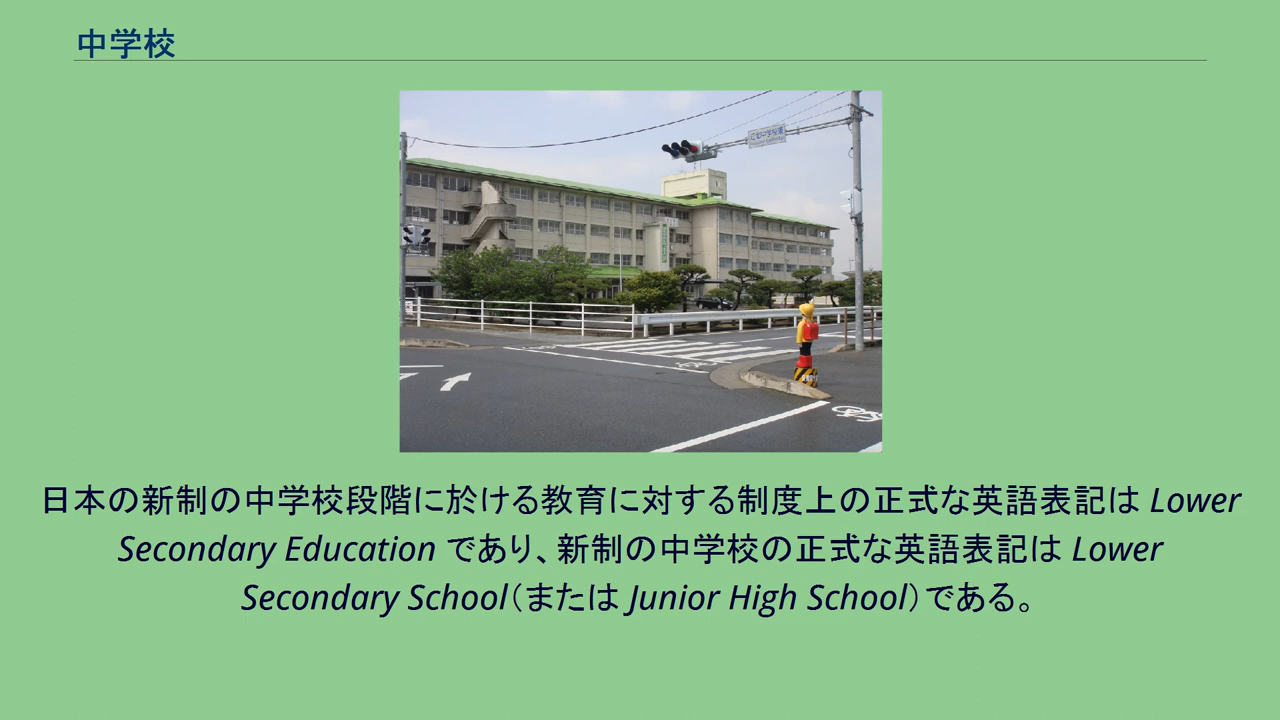 中学校
日本の新制の中学校段階に於ける教育に対する制度上の正式な英語表記は Lower
Secondary Education であり、新制の中学校の正式な英語表記は Lower
Secondary School（または Junior High School）である。